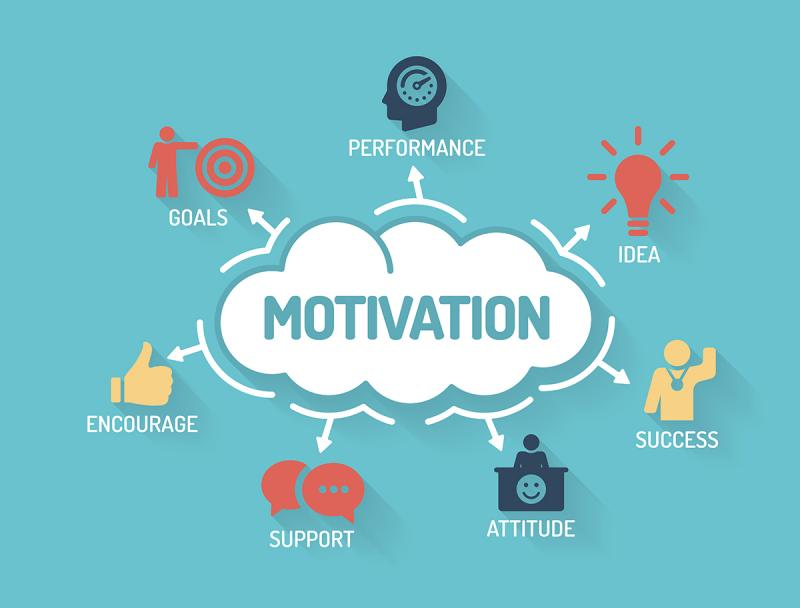 PERFORMANCE
GOALS
IDEA
MOTIVATION
ENCOURAGE
SUCCESS
SUPPORT
ATTITUDE